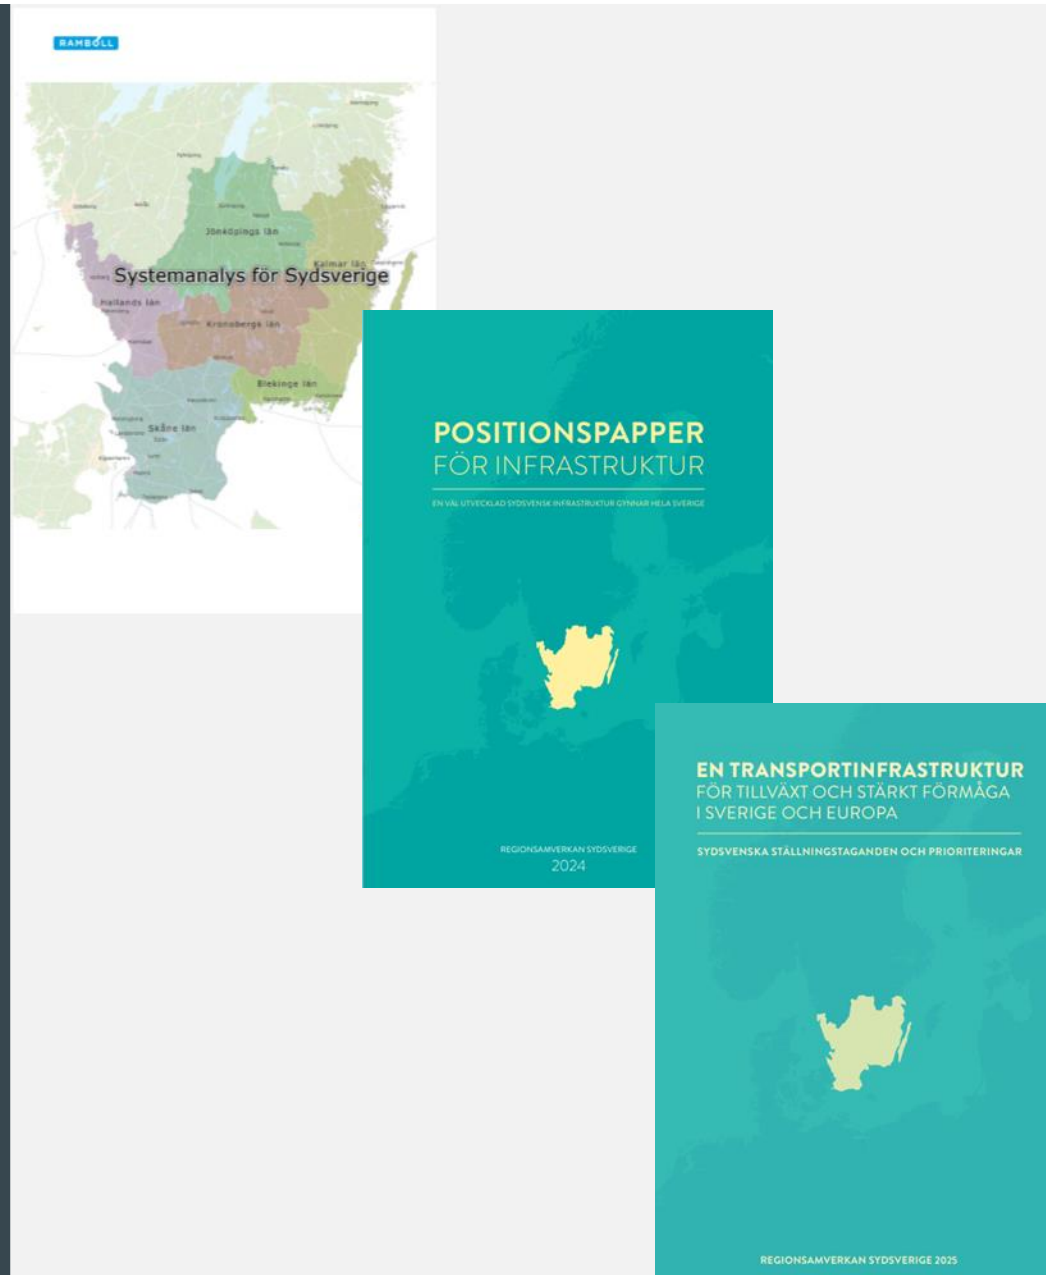 RAMBOLL
Jönköpings län
Kalmar län
Systemanalys för Sydsverige
Hallands län
Kronobergs län
Blekinge län
Skåne län
POSITIONSPAPPER
FÖR INFRASTRUKTUR
EN VÄL UTVECKLAD SYDSVENSK INFRASTRUKTUR GYNNAR HELA SVERIGE
REGIONSAMVERKAN SYDSVERIGE
2024
EN TRANSPORTINFRASTRUKTUR
FÖR TILLVÄXT OCH STÄRKT FÖRMÅGA
I SVERIGE OCH EUROPA
SYDSVENSKA STÄLLNINGSTAGANDEN OCH PRIORITERINGAR
REGIONSAMVERKAN SYDSVERIGE 2025